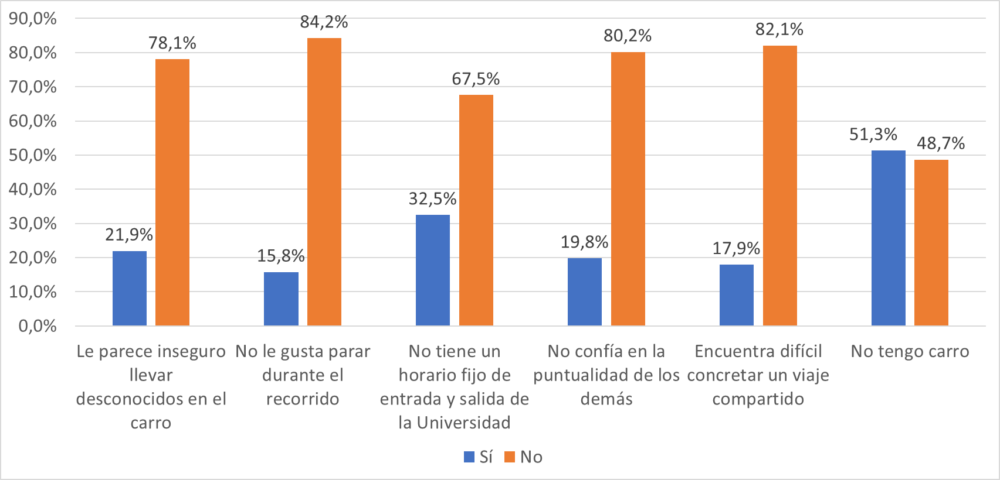 90,0%
80,0%
70,0%
60,0%
50,0%
40,0%
30,0%
20,0%
10,0%
0,0%
21,9%
78,1%
15,8%
84,2%
32,5%
67,5%
19,8%
80,2%
17,9%
82,1%
51,3%
48,7%
Le parece inseguro
llevar
desconocidos en el
carro
No le gusta parar
durante el
recorrido
No tiene un
horario fijo de
entrada y salida de
la Universidad
No confía en la
puntualidad de los
demás
Encuentra difícil
concretar un viaje
compartido
No tengo carro
Sí
No